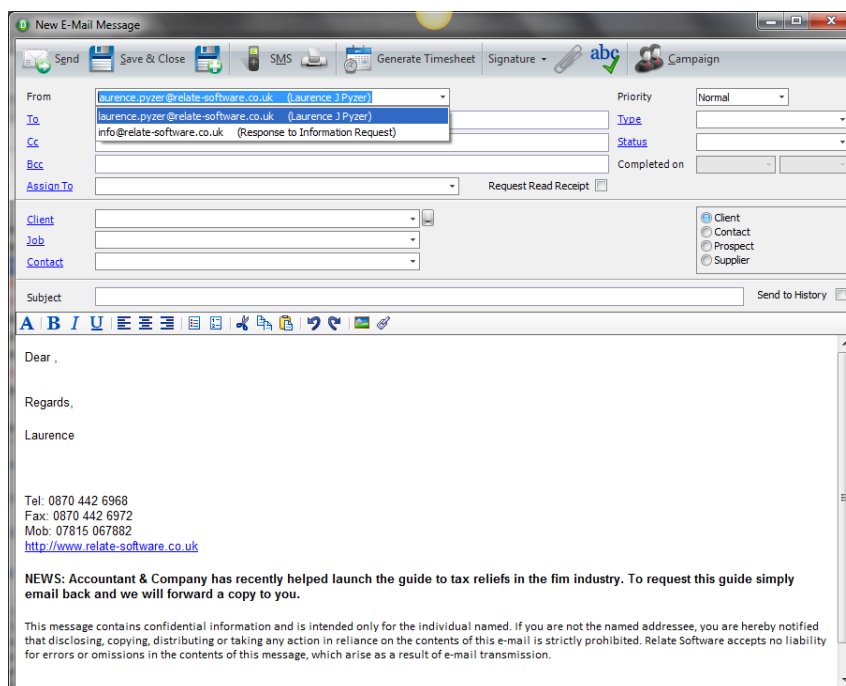 New E-Mail Message
Send Save & Close SMS Generate Timesheet Signature abc Campaign
From laurence.pyzer@relate-software.co.uk (Laurence J Pyzer) Priority Normal
To laurence.pyzer@relate-software.co.uk (Laurence J Pyzer) Type
Cc info@relate-software.co.uk (Response to Information Request) Status
Bcc Completed on
Assign To Request Read Receipt
Client Client
Job Contact
Contact Prospect
Supplier
Subject Send to History
A B I U
Dear ,
Regards,
Laurence
Tel: 0870 442 6968
Fax: 0870 442 6972
Mob: 07815 067882
http://www.relate-software.co.uk
NEWS: Accountant & Company has recently helped launch the guide to tax reliefs in the fim industry. To request this guide simply
email back and we will forward a copy to you.
This message contains confidential information and is intended only for the individual named. If you are not the named addressee, you are hereby notified
that disclosing, copying, distributing or taking any action in reliance on the contents of this e-mail is strictly prohibited. Relate Software accepts no liability
for errors or omissions in the contents of this message, which arise as a result of e-mail transmission.